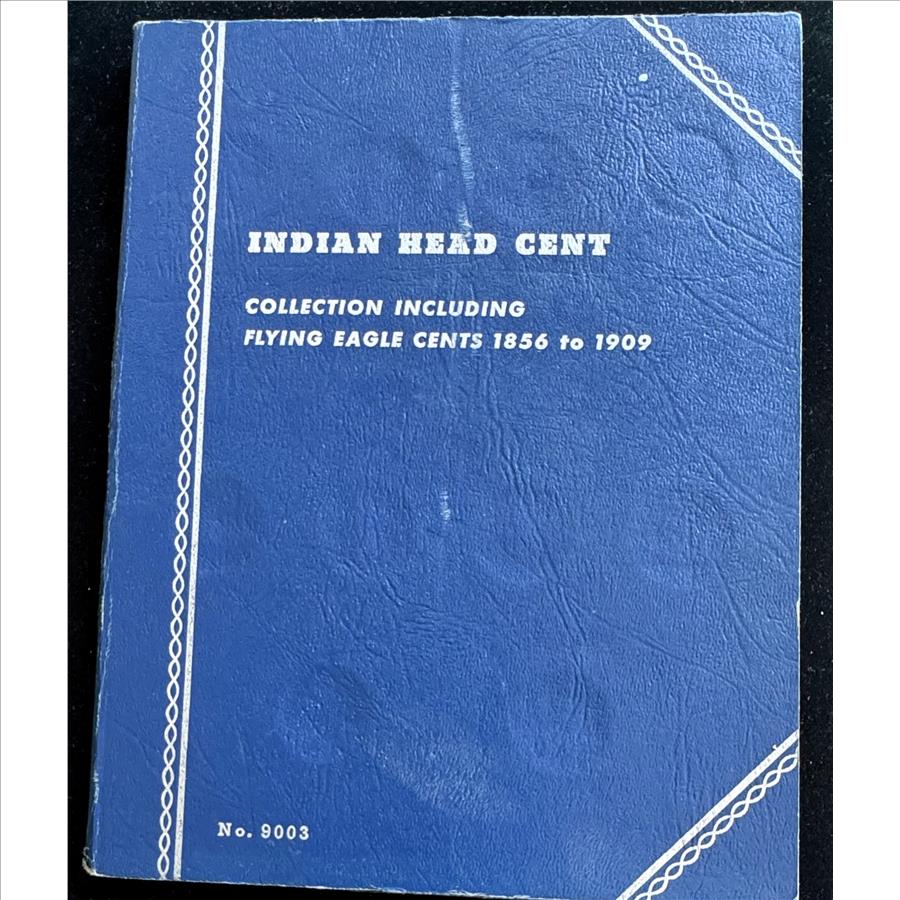 INDIAN HEAD CENT
COLLECTION INCLUDING
FLYING EAGLE CENTS 1856 to 1909
No. 9003